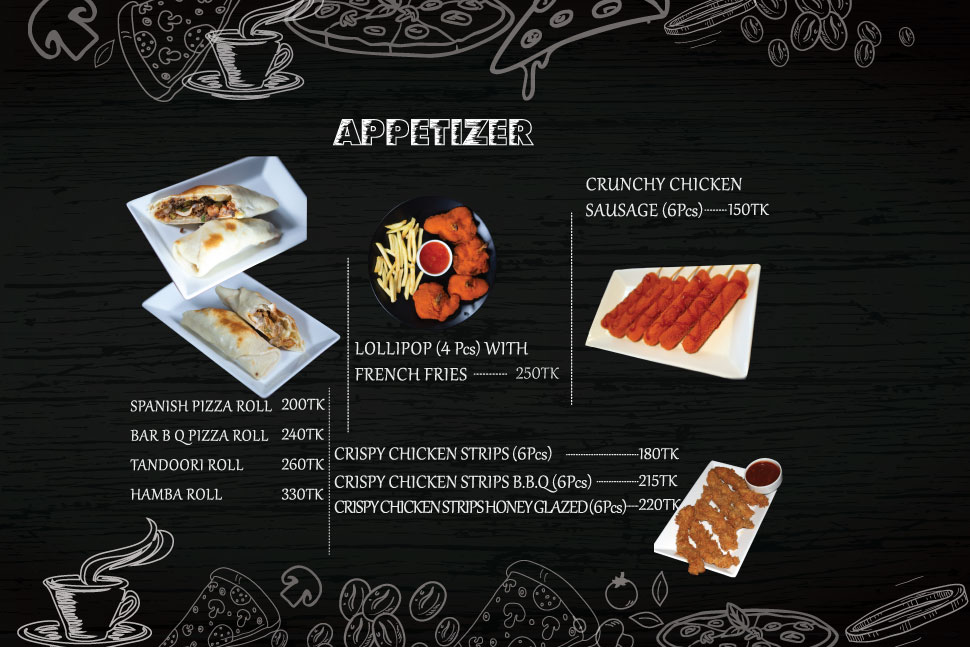 APPETIZER
CRUNCHY CHICKEN
SAUSAGE (6Pcs)--------150TK
LOLLIPOP (4 Pcs) WITH
FRENCH FRIES ----------- 250TK
SPANISH PIZZA ROLL 200TK
BAR B Q PIZZA ROLL 240TK
TANDOORI ROLL 260TK
HAMBA ROLL 330TK
CRISPY CHICKEN STRIPS (6Pcs) ------------------------180TK
CRISPY CHICKEN STRIPS B.B.Q (6Pcs) --------------215TK
CRISPY CHICKEN STRIPS HONEY GLAZED (6Pcs)----220TK